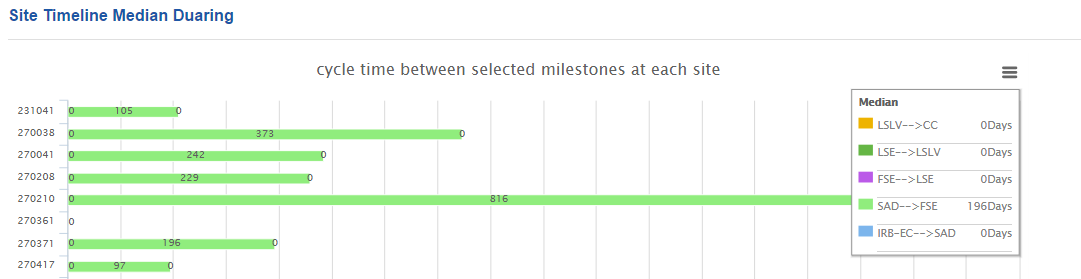 Site Timeline Median Duaring
cycle time between selected milestones at each site
Median
LSLV-->CC 0Days
LSE-->LSLV 0Days
FSE-->LSE 0Days
SAD-->FSE 196Days
IRB-EC-->SAD 0Days
231041 0 105 0
270038 0 373 0
270041 0 242 0
270208 0 229 0
270210 0 816
270361 0
270371 0 196 0
270417 0 97 0